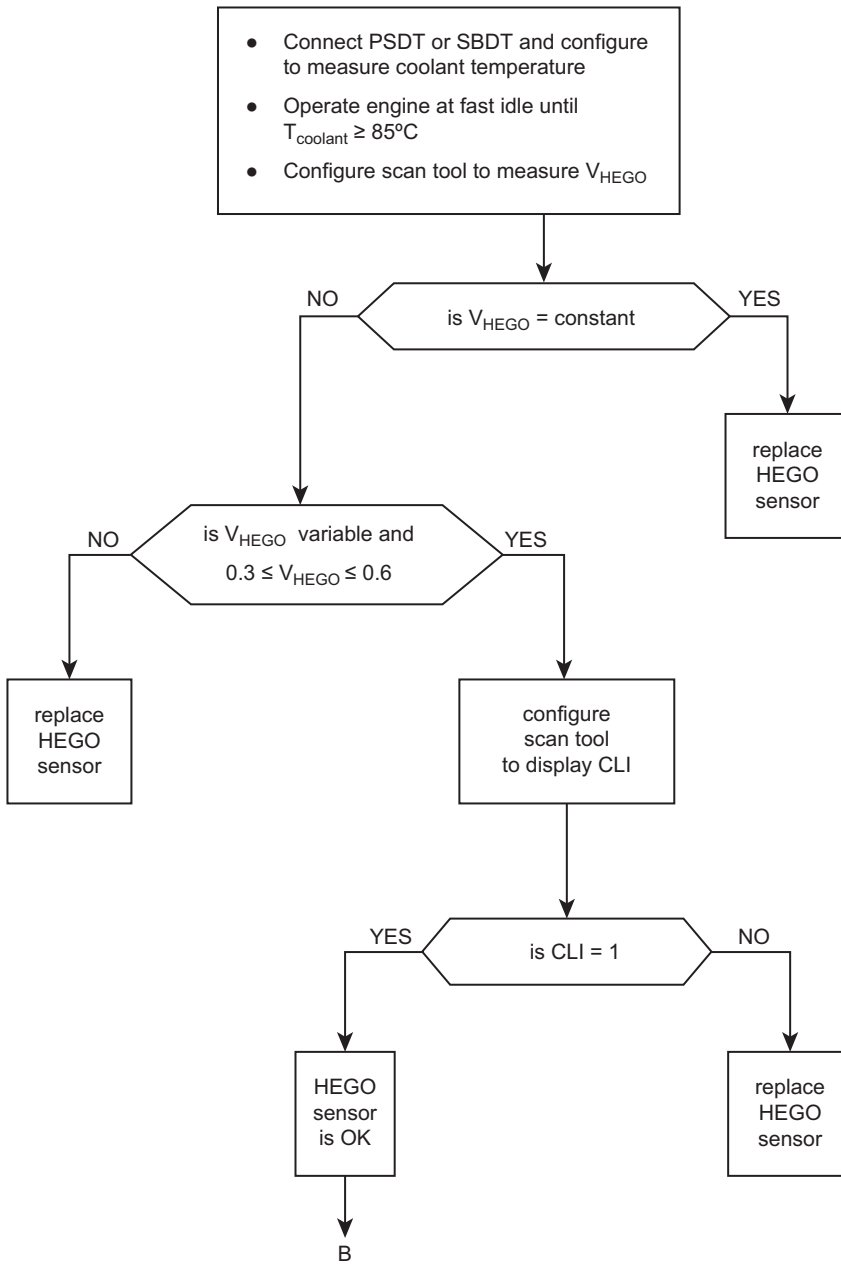 ● Connect PSDT or SBDT and configure
to measure coolant temperature
● Operate engine at fast idle until
Tcoolant ≥ 85ºC
● Configure scan tool to measure VHEGO
NO
YES
is VHEGO = constant
replace
HEGO
sensor
NO
YES
is VHEGO variable and
0.3 ≤ VHEGO ≤ 0.6
replace
HEGO
sensor
configure
scan tool
to display CLI
YES
NO
is CLI = 1
HEGO
sensor
is OK
replace
HEGO
sensor
B